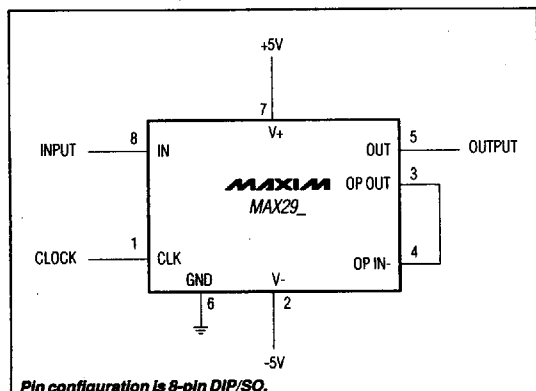 +5V
7
V+
INPUT 8 IN OUT 5 OUTPUT
MAXIM OP OUT 3
MAX29_
CLOCK 1 CLK OP IN- 4
GND V-
6 2
-5V
Pin configuration is 8-pin DIP/SO.